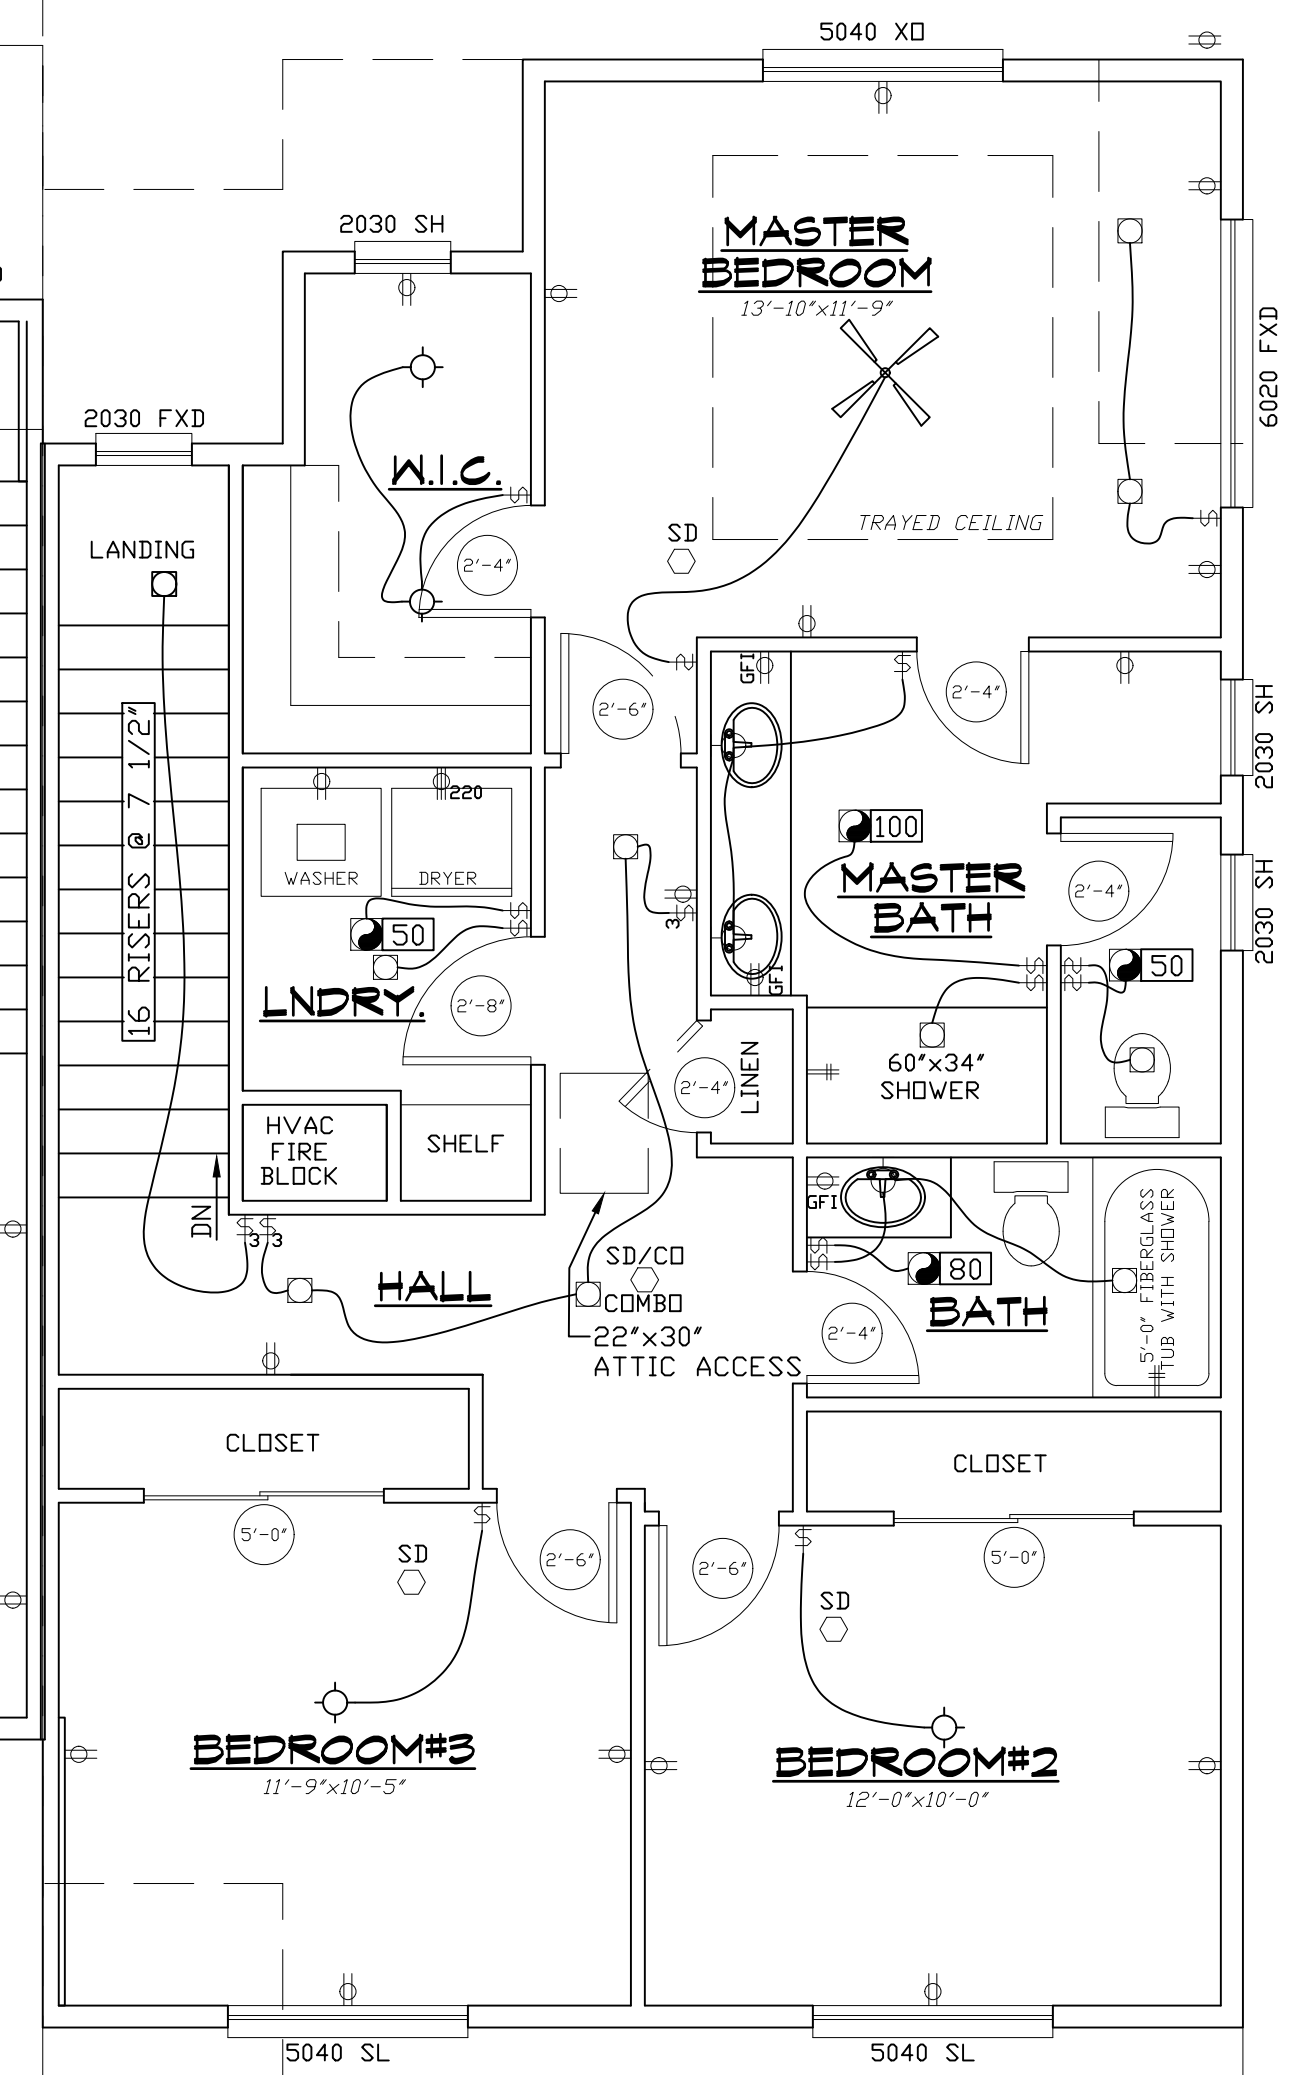 5040 XO
2030 SH
MASTER
BEDROOM
13'-10"x11'-9"
6020 FXD
2030 FXD
W.I.C.
TRAYED CEILING
SD
$
$
LANDING
2'-4"
$
GFI
$
2'-6"
2'-4"
2030 SH
16 RISERS @ 7 1/2"
220
WASHER
DRYER
100
MASTER
BATH
2'-4"
2030 SH
$
$
50
$
3
GFI
$
$
$
$
50
LNDRY.
2'-8"
60"x34"
SHOWER
2'-4"
LINEN
HVAC
FIRE
BLOCK
SHELF
DN
$
3
$
3
GFI
5'-0" FIBERGLASS
TUB WITH SHOWER
SD/CO
COMBO
HALL
$
$
80
BATH
2'-4"
22"x30"
ATTIC ACCESS
CLOSET
CLOSET
5'-0"
$
2'-6"
2'-6"
$
5'-0"
SD
SD
BEDROOM#3
11'-9"x10'-5"
BEDROOM#2
12'-0"x10'-0"
5040 SL
5040 SL